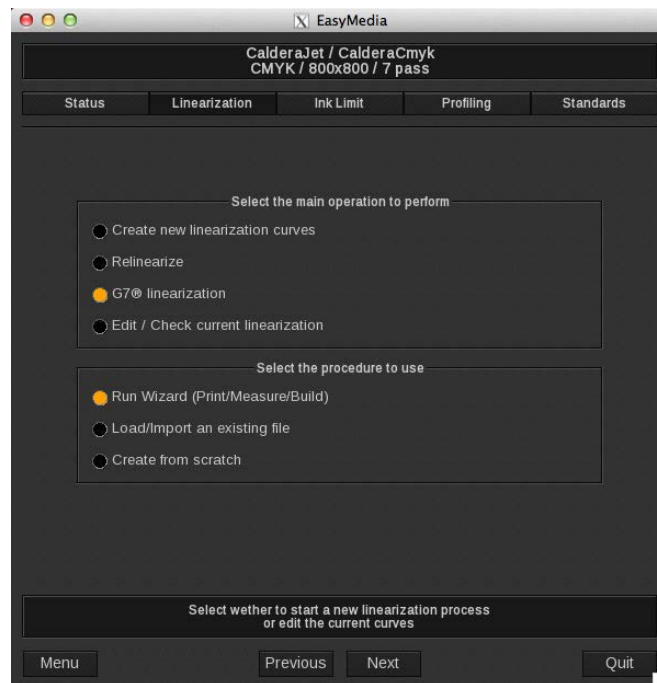 EasyMedia
CalderaJet / CalderaCmyk
CMYK / 800x800 / 7 pass
Status Linearization Ink Limit Profiling Standards
Select the main operation to perform
Create new linearization curves
Relinearize
G7® linearization
Edit / Check current linearization
Select the procedure to use
Run Wizard (Print/Measure/Build)
Load/Import an existing file
Create from scratch
Select wether to start a new linearization process
or edit the current curves
Menu Previous Next Quit